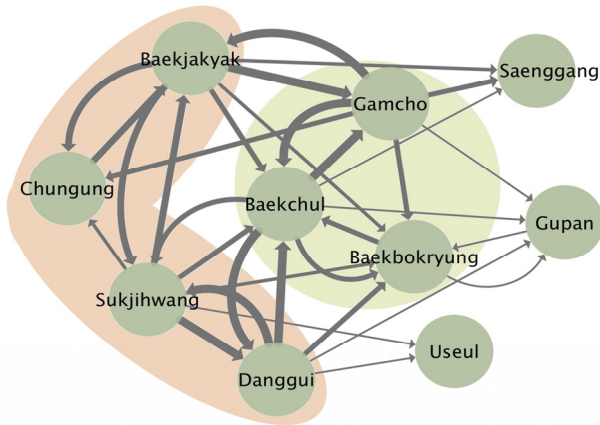 Baekjakyak
Saenggang
Gamcho
Chungung
Baekchul
Gupan
Baekbokryung
Sukjihwang
Useul
Danggui